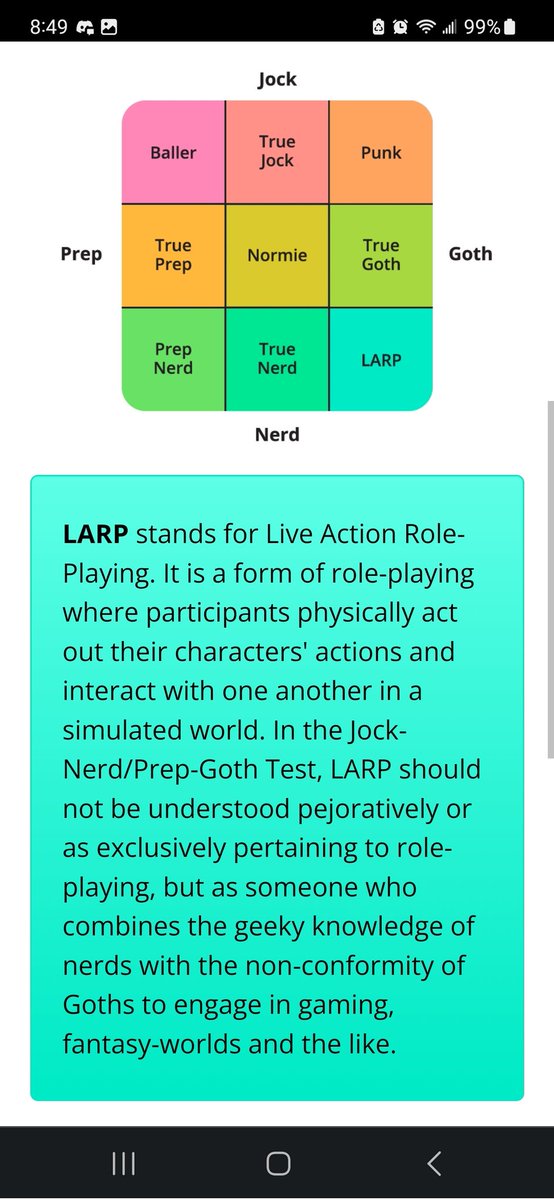 8:49
99%
Jock
Baller
True
Jock
Punk
Prep
True
Prep
Normie
True
Goth
Goth
Prep
Nerd
True
Nerd
LARP
Nerd
LARP stands for Live Action Role-
Playing. It is a form of role-playing
where participants physically act
out their characters' actions and
interact with one another in a
simulated world. In the Jock-
Nerd/Prep-Goth Test, LARP should
not be understood pejoratively or
as exclusively pertaining to role-
playing, but as someone who
combines the geeky knowledge of
nerds with the non-conformity of
Goths to engage in gaming,
fantasy-worlds and the like.